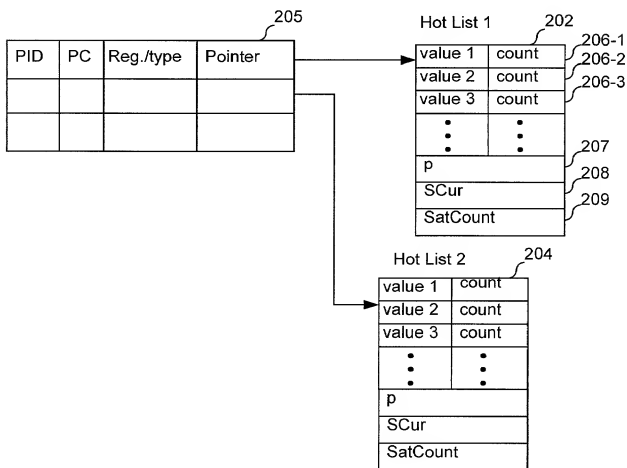 205
PID PC Reg./type Pointer
Hot List 1
202
value 1 count 206-1
value 2 count 206-2
value 3 count 206-3
p 207
SCur 208
SatCount 209
Hot List 2
204
value 1 count
value 2 count
value 3 count
p
SCur
SatCount